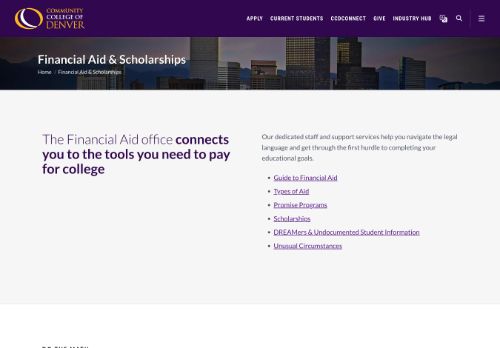 COMMUNITY
COLLEGE OF
DENVER
APPLY CURRENT STUDENTS CCDCONNECT GIVE INDUSTRY HUB
Financial Aid & Scholarships
Home / Financial Aid & Scholarships
The Financial Aid office connects
you to the tools you need to pay
for college
Our dedicated staff and support services help you navigate the legal
language and get through the first hurdle to completing your
educational goals.
Guide to Financial Aid
Types of Aid
Promise Programs
Scholarships
DREAMers & Undocumented Student Information
Unusual Circumstances